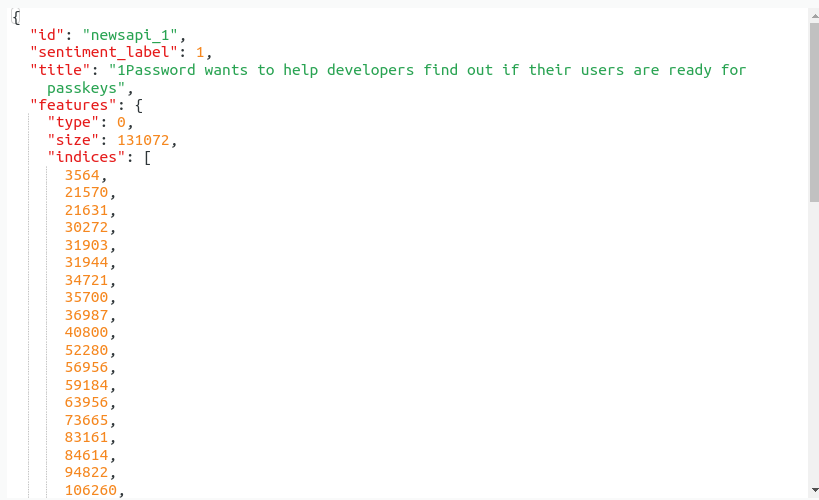 {
"id": "newsapi_1",
"sentiment_label": 1,
"title": "1Password wants to help developers find out if their users are ready for
passkeys",
"features": {
"type": 0,
"size": 131072,
"indices": [
3564,
21570,
21631,
30272,
31903,
31944,
34721,
35700,
36987,
40800,
52280,
56956,
59184,
63956,
73665,
83161,
84614,
94822,
106260,